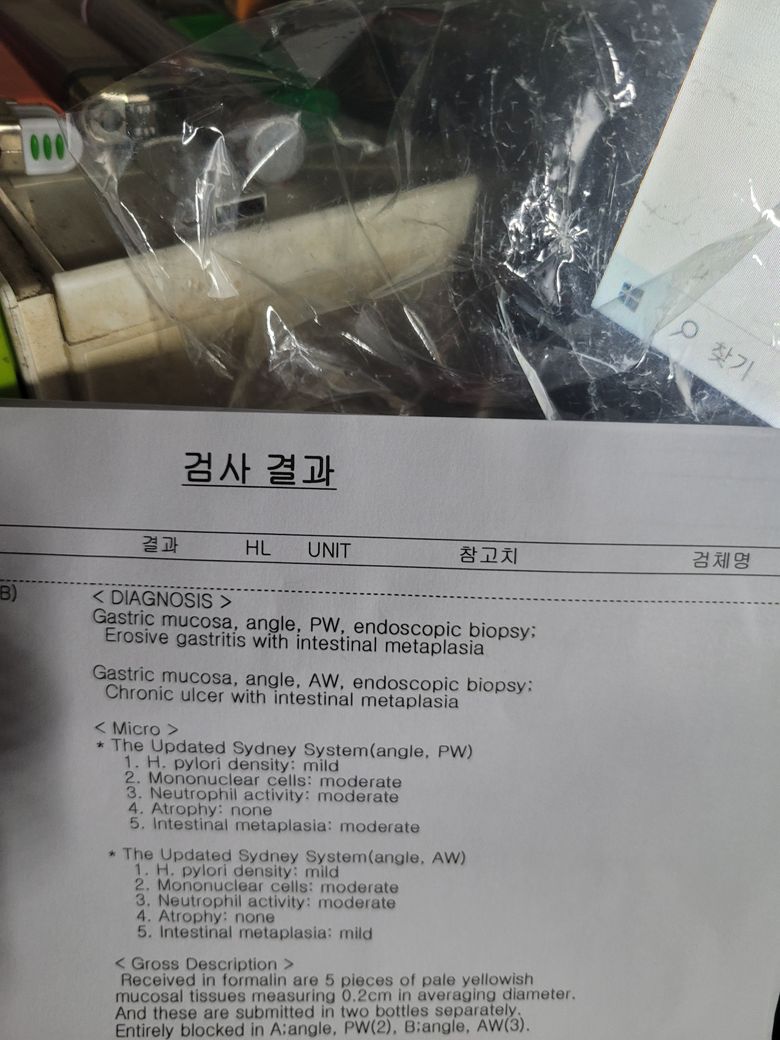 찾기
검사 결과
결과 HL UNIT 참고치 검체명
B) < DIAGNOSIS >
Gastric mucosa, angle, PW, endoscopic biopsy;
Erosive gastritis with intestinal metaplasia
Gastric mucosa, angle, AW, endoscopic biopsy;
Chronic ulcer with intestinal metaplasia
< Micro >
* The Updated Sydney System(angle, PW)
1. H. pylori density: mild
2. Mononuclear cells: moderate
3. Neutrophil activity: moderate
4. Atrophy: none
5. Intestinal metaplasia: moderate
* The Updated Sydney System(angle, AW)
1. H. pylori density: mild
2. Mononuclear cells: moderate
3. Neutrophil activity: moderate
4. Atrophy: none
5. Intestinal metaplasia: mild
< Gross Description >
Received in formalin are 5 pieces of pale yellowish
mucosal tissues measuring 0.2cm in averaging diameter.
And these are submitted in two bottles separately.
Entirely blocked in A;angle, PW(2), B;angle, AW(3).